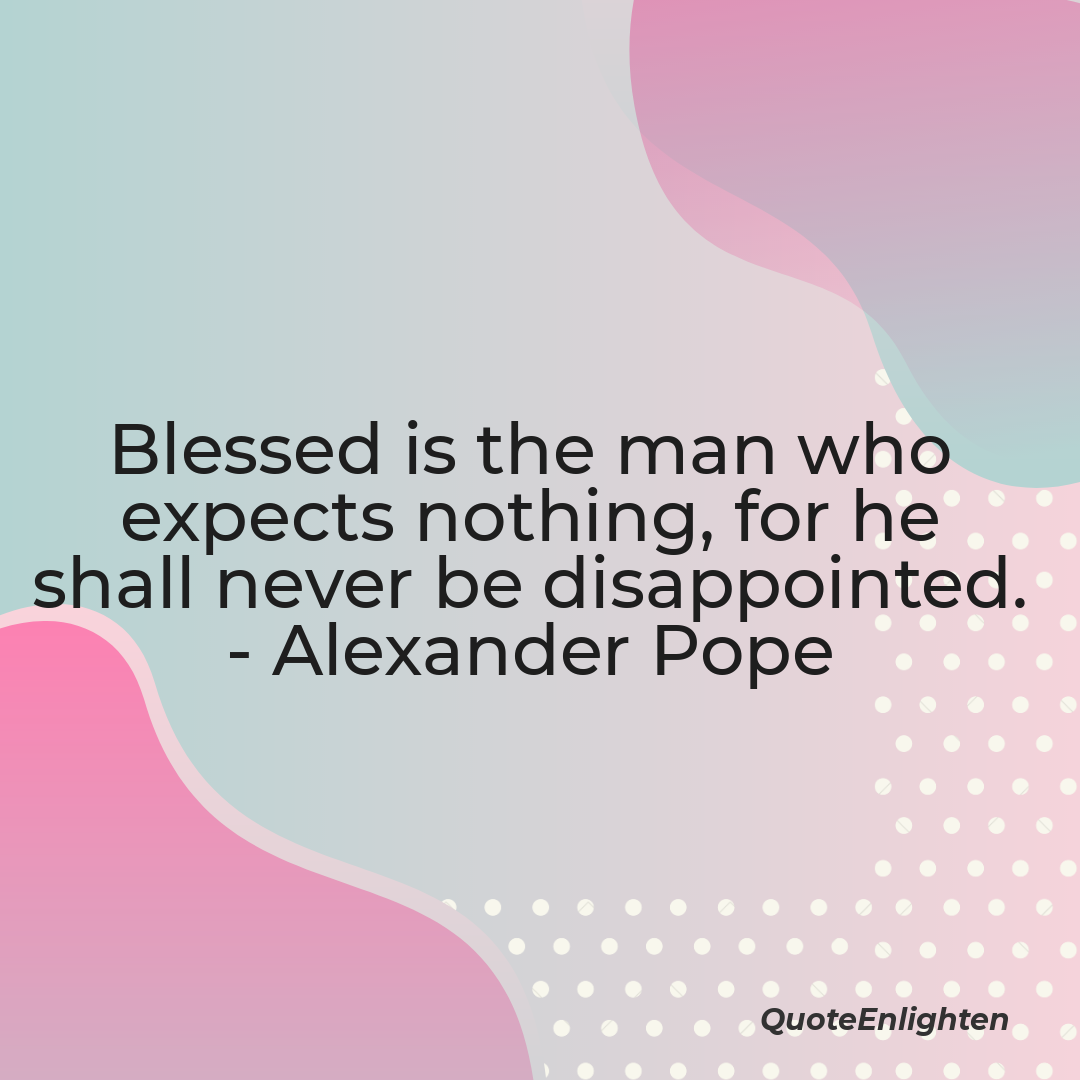 Blessed is the man who
expects nothing, for he
shall never be disappointed.
- Alexander Pope
QuoteEnlighten